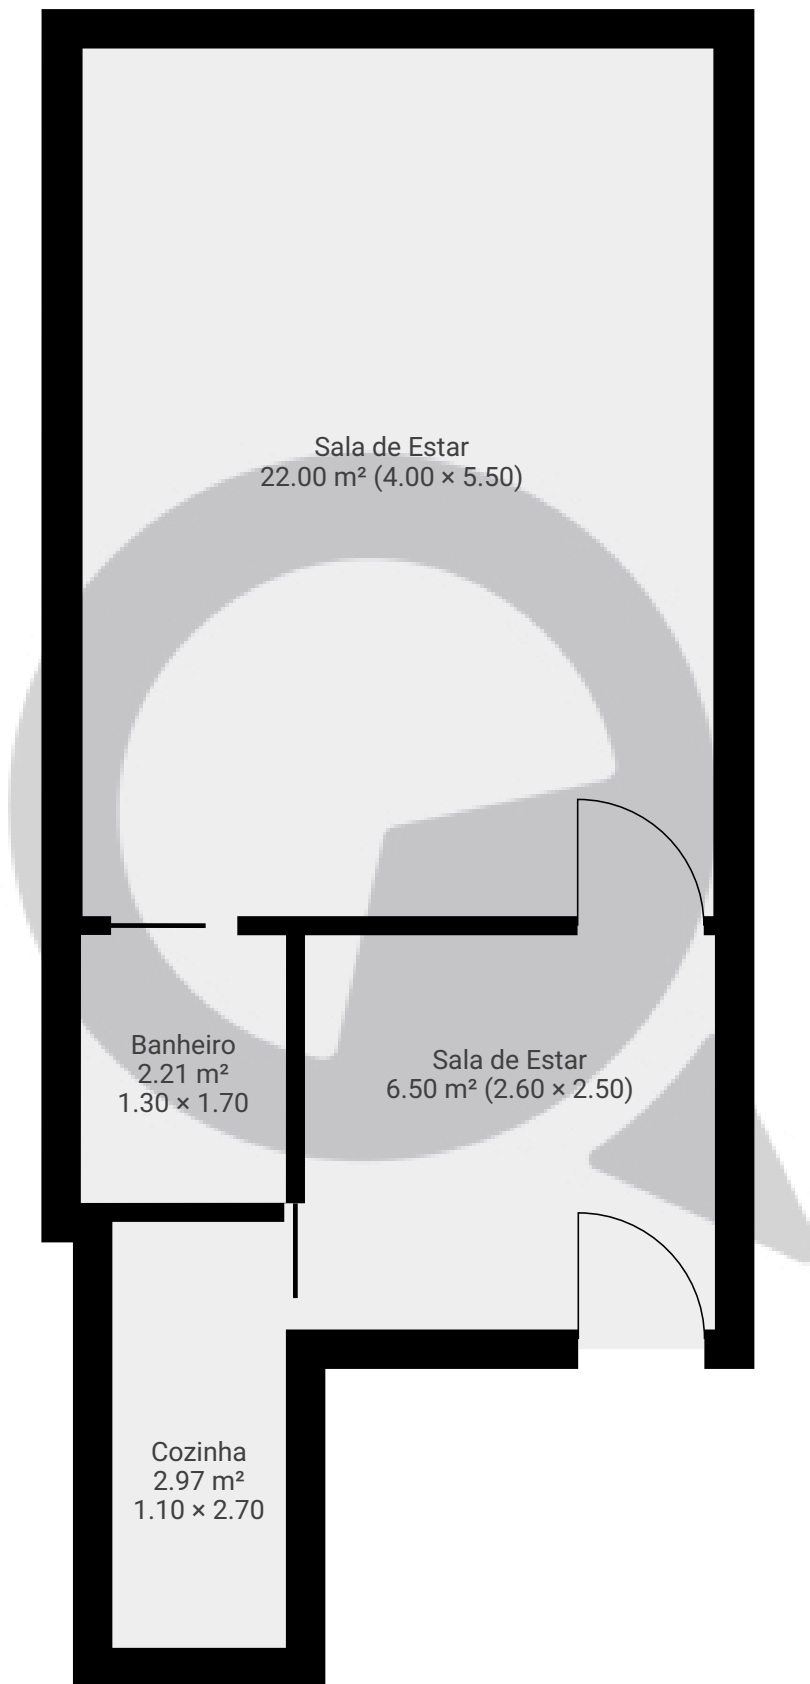 Sala de Estar
22.00 m² (4.00 × 5.50)
Banheiro
2.21 m²
1.30 × 1.70
Sala de Estar
6.50 m² (2.60 × 2.50)
Cozinha
2.97 m²
1.10 × 2.70